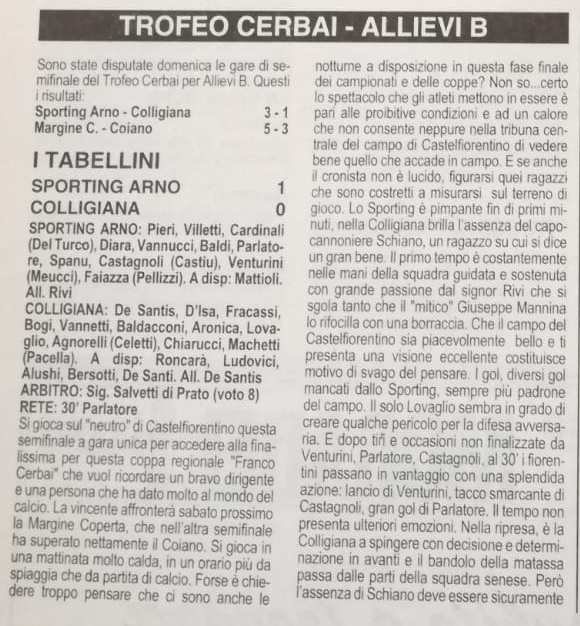 TROFEO CERBAI - ALLIEVI B
Sono state disputate domenica le gare di se-
mifinale del Trofeo Cerbai per Allievi B. Questi
i risultati:
Sporting Arno - Colligiana 3 - 1
Margine C. - Coiano 5 - 3
I TABELLINI
SPORTING ARNO 1
COLLIGIANA 0
SPORTING ARNO: Pieri, Villetti, Cardinali
(Del Turco), Diara, Vannucci, Baldi, Parlato-
re, Spanu, Castagnoli (Castiu), Venturini
(Meucci), Faiazza (Pellizzi). A disp: Mattioli.
All. Rivi
COLLIGIANA: De Santis, D'Isa, Fracassi,
Bogi, Vannetti, Baldacconi, Aronica, Lova-
glio, Agnorelli (Celetti), Chiarucci, Machetti
(Pacella). A disp: Roncarà, Ludovici,
Alushi, Bersotti, De Santi. All. De Santis
ARBITRO: Sig. Salvetti di Prato (voto 8)
RETE: 30' Parlatore
Si gioca sul "neutro" di Castelfiorentino questa
semifinale a gara unica per accedere alla fina-
lissima per questa coppa regionale "Franco
Cerbai" che vuol ricordare un bravo dirigente
e una persona che ha dato molto al mondo del
calcio. La vincente affronterà sabato prossimo
la Margine Coperta, che nell'altra semifinale
ha superato nettamente il Coiano. Si gioca in
una mattinata molto calda, in un orario più da
spiaggia che da partita di calcio. Forse è chie-
dere troppo pensare che ci sono anche le
notturne a disposizione in questa fase finale
dei campionati e delle coppe? Non so...certo
lo spettacolo che gli atleti mettono in essere è
pari alle proibitive condizioni e ad un calore
che non consente neppure nella tribuna cen-
trale del campo di Castelfiorentino di vedere
bene quello che accade in campo. E se anche
il cronista non è lucido, figurarsi quei ragazzi
che sono costretti a misurarsi sul terreno di
gioco. Lo Sporting è pimpante fin di primi mi-
nuti, nella Colligiana brilla l'assenza del capo-
cannoniere Schiano, un ragazzo su cui si dice
un gran bene. Il primo tempo è costantemente
nelle mani della squadra guidata e sostenuta
con grande passione dal signor Rivi che si
sgola tanto che il "mitico" Giuseppe Mannina
lo rifocilla con una borraccia. Che il campo del
Castelfiorentino sia piacevolmente bello e ti
presenta una visione eccellente costituisce
motivo di svago del pensare. I gol, diversi gol
mancati dallo Sporting, sempre più padrone
del campo. Il solo Lovaglio sembra in grado di
creare qualche pericolo per la difesa avversa-
ria. E dopo tiri e occasioni non finalizzate da
Venturini, Parlatore, Castagnoli, al 30' i fioren-
tini passano in vantaggio con una splendida
azione: lancio di Venturini, tacco smarcante di
Castagnoli, gran gol di Parlatore. Il tempo non
presenta ulteriori emozioni. Nella ripresa, è la
Colligiana a spingere con decisione e determi-
nazione in avanti e il bandolo della matassa
passa dalle parti della squadra senese. Però
l'assenza di Schiano deve essere sicuramente